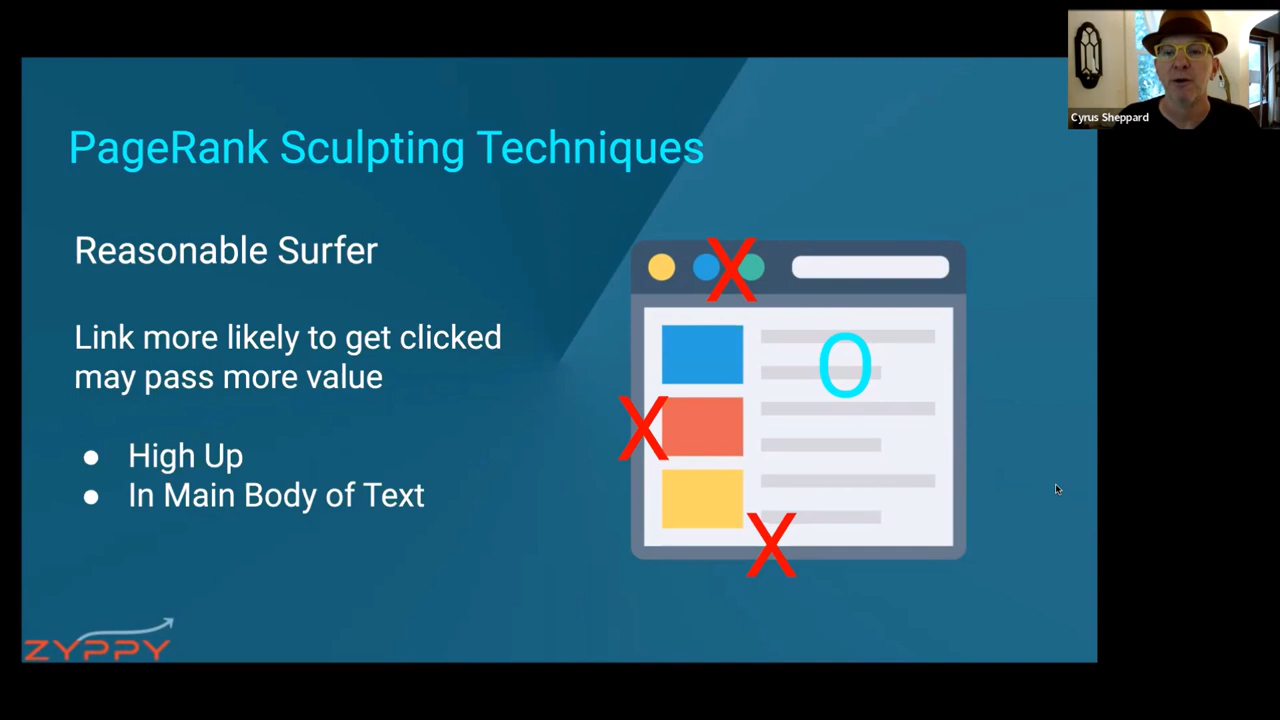 Cyrus Sheppard
PageRank Sculpting Techniques
Reasonable Surfer
Link more likely to get clicked
may pass more value
● High Up
● In Main Body of Text
X
O
X
X
ZYPPY